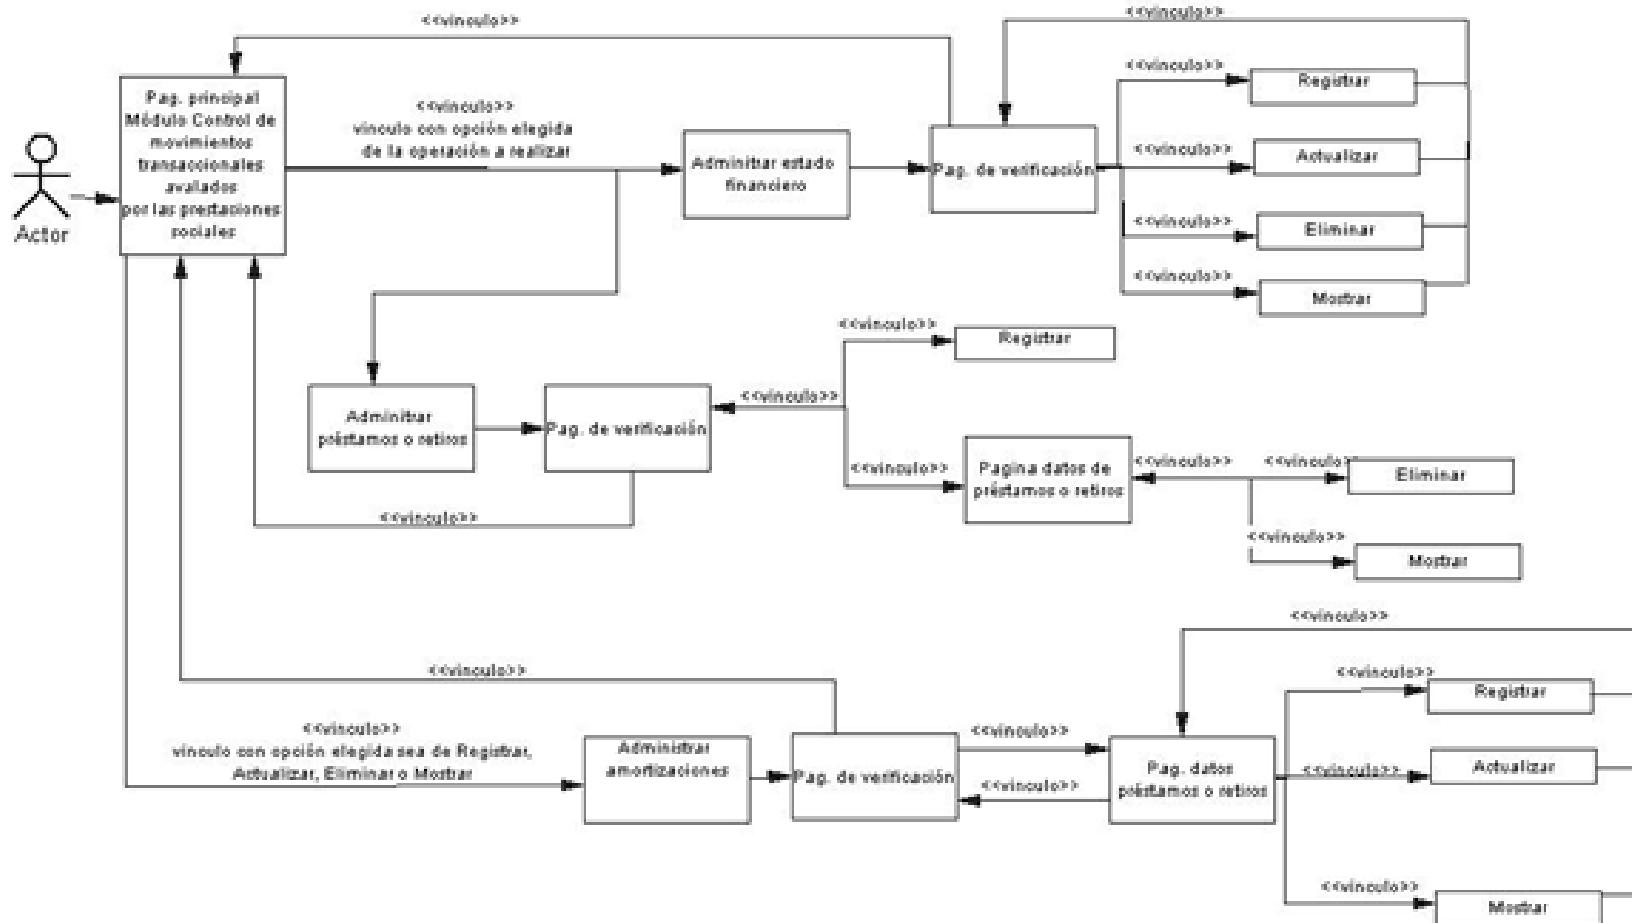 <<vinculo>>
<<vinculo>>
Pag. principal
Módulo Control de
movimientos
transaccionales
avalados
por las prestaciones
sociales
Actor
<<vinculo>>
vinculo con opción elegida
de la operación a realizar
Adminitrar estado
financiero
Pag. de verificación
<<vinculo>>
Registrar
<<vinculo>>
Actualizar
<<vinculo>>
Eliminar
<<vinculo>>
Mostrar
<<vinculo>>
Registrar
Adminitrar
préstamos o retiros
Pag. de verificación
<<vinculo>>
<<vinculo>>
Pagina datos de
préstamos o retiros
<<vinculo>>
<<vinculo>>
Eliminar
<<vinculo>>
<<vinculo>>
Mostrar
<<vinculo>>
<<vinculo>>
<<vinculo>>
vinculo con opción elegida sea de Registrar,
Actualizar, Eliminar o Mostrar
Administrar
amortizaciones
Pag. de verificación
<<vinculo>>
<<vinculo>>
Pag. datos
préstamos o retiros
<<vinculo>>
Registrar
<<vinculo>>
Actualizar
<<vinculo>>
Mostrar